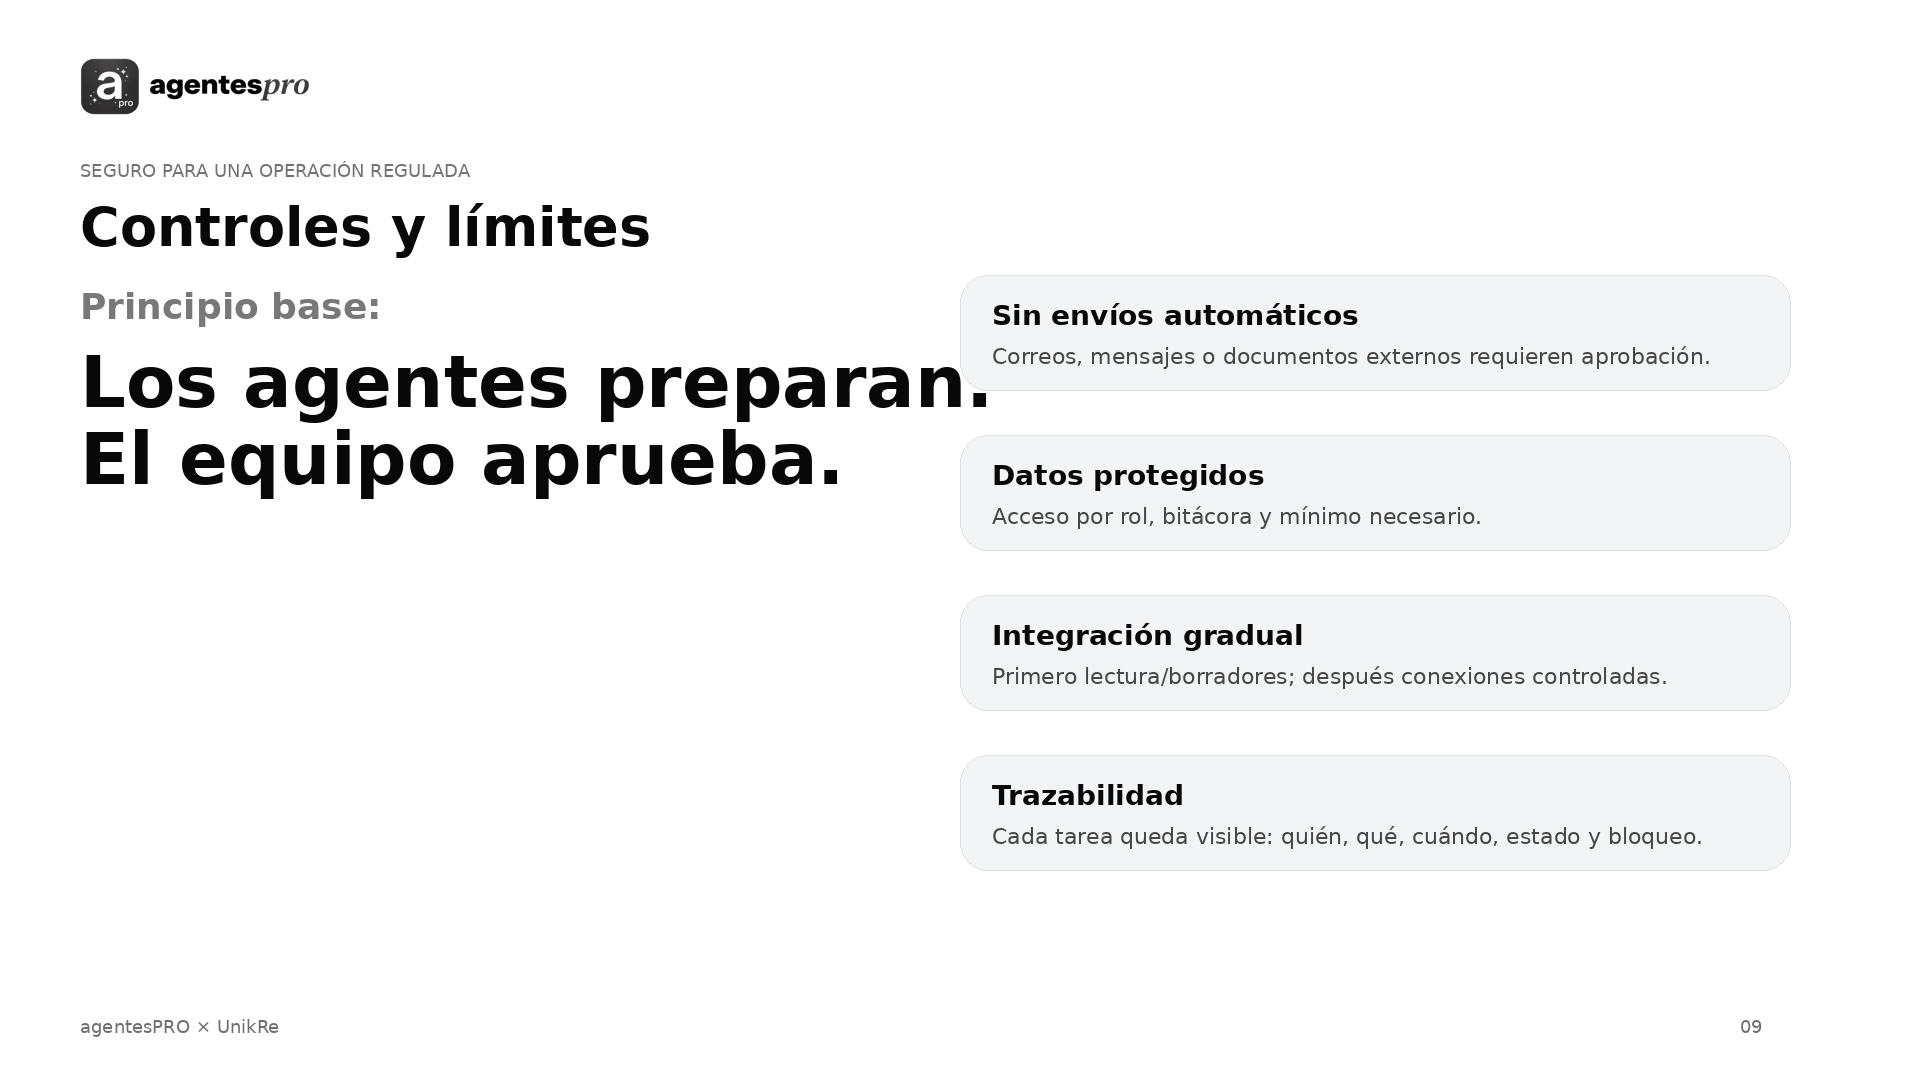 a
pro
agentespro
SEGURO PARA UNA OPERACIÓN REGULADA
Controles y límites
Principio base:
Los agentes preparan.
El equipo aprueba.
Sin envíos automáticos
Correos, mensajes o documentos externos requieren aprobación.
Datos protegidos
Acceso por rol, bitácora y mínimo necesario.
Integración gradual
Primero lectura/borradores; después conexiones controladas.
Trazabilidad
Cada tarea queda visible: quién, qué, cuándo, estado y bloqueo.
agentesPRO × UnikRe
09